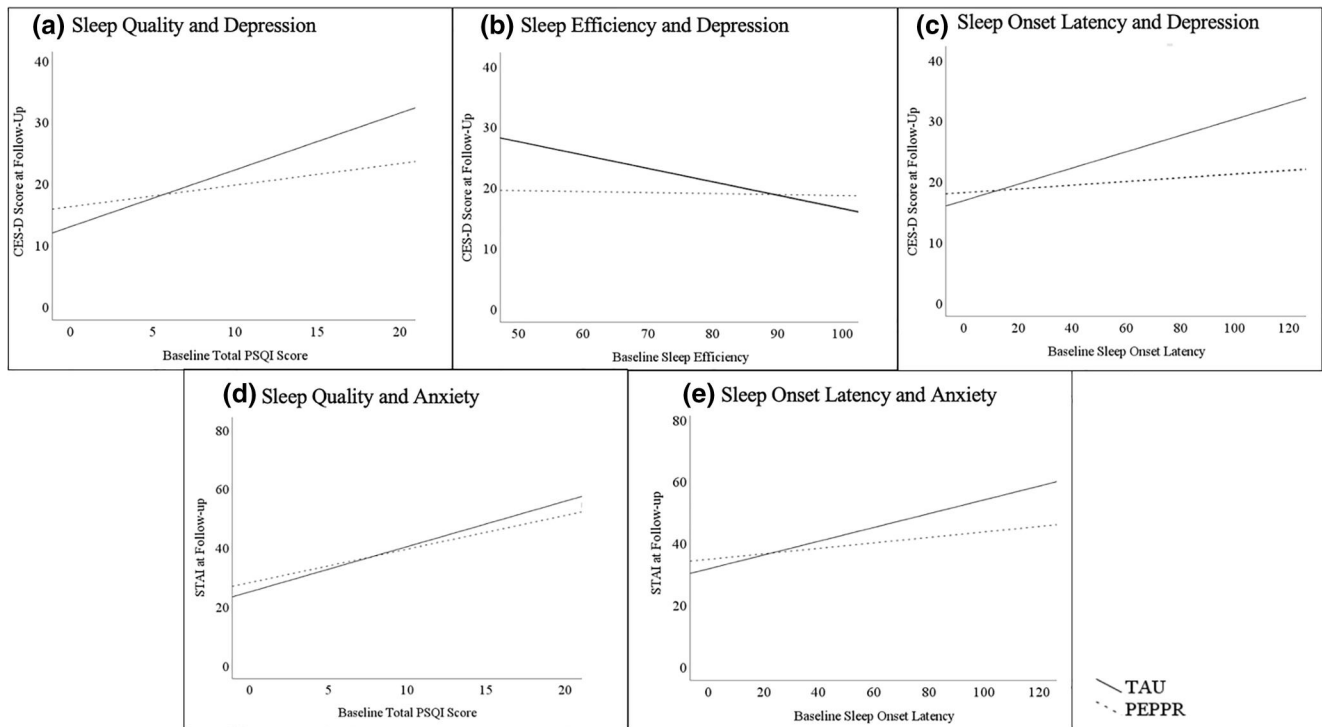 (a) Sleep Quality and Depression
40
30
20
10
0
CES-D Score at Follow-Up
0 5 10 15 20
Baseline Total PSQI Score
(b) Sleep Efficiency and Depression
40
30
20
10
0
CES-D Score at Follow-Up
50 60 70 80 90 100
Baseline Sleep Efficiency
(c) Sleep Onset Latency and Depression
40
30
20
10
0
CES-D Score at Follow-Up
0 20 40 60 80 100 120
Baseline Sleep Onset Latency
(d) Sleep Quality and Anxiety
80
60
40
20
0
STAI at Follow-up
0 5 10 15 20
Baseline Total PSQI Score
(e) Sleep Onset Latency and Anxiety
80
60
40
20
0
STAI at Follow-up
0 20 40 60 80 100 120
Baseline Sleep Onset Latency
TAU
PEPPR